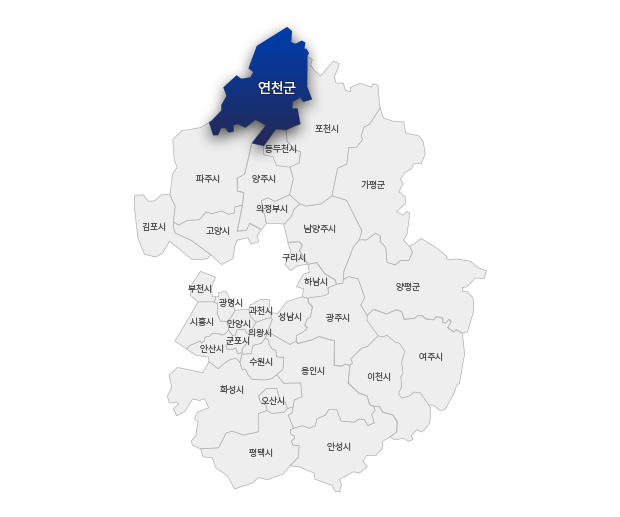 연천군
포천시
동두천시
파주시
양주시
가평군
의정부시
김포시
고양시
남양주시
구리시
하남시
양평군
부천시
광명시
과천시
성남시
광주시
시흥시
안양시
의왕시
군포시
안산시
수원시
여주시
용인시
이천시
화성시
오산시
안성시
평택시